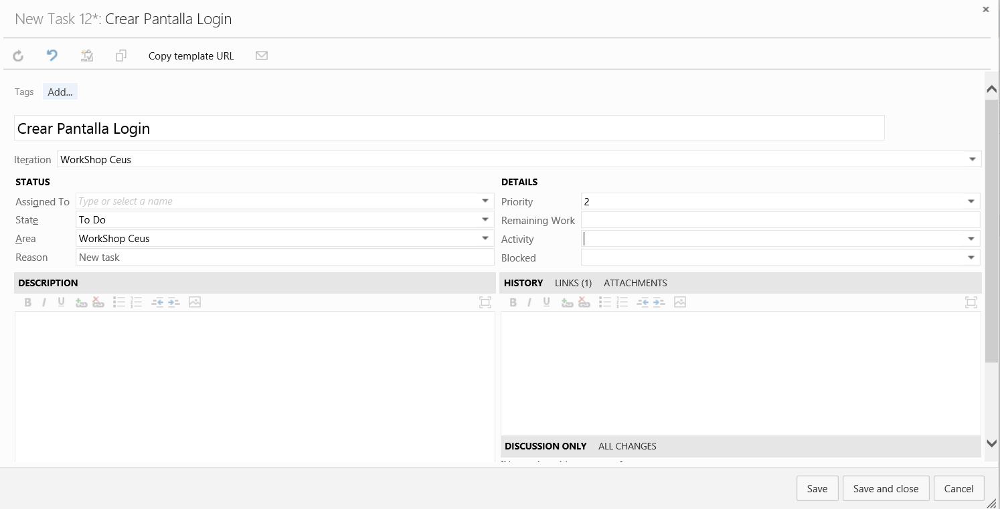 New Task 12*: Crear Pantalla Login
Copy template URL
Tags Add...
Crear Pantalla Login
Iteration WorkShop Ceus
STATUS
Assigned To Type or select a name
State To Do
Area WorkShop Ceus
Reason New task
DETAILS
Priority 2
Remaining Work
Activity
Blocked
DESCRIPTION
B I U
HISTORY LINKS (1) ATTACHMENTS
B I U
DISCUSSION ONLY ALL CHANGES
Save Save and close Cancel